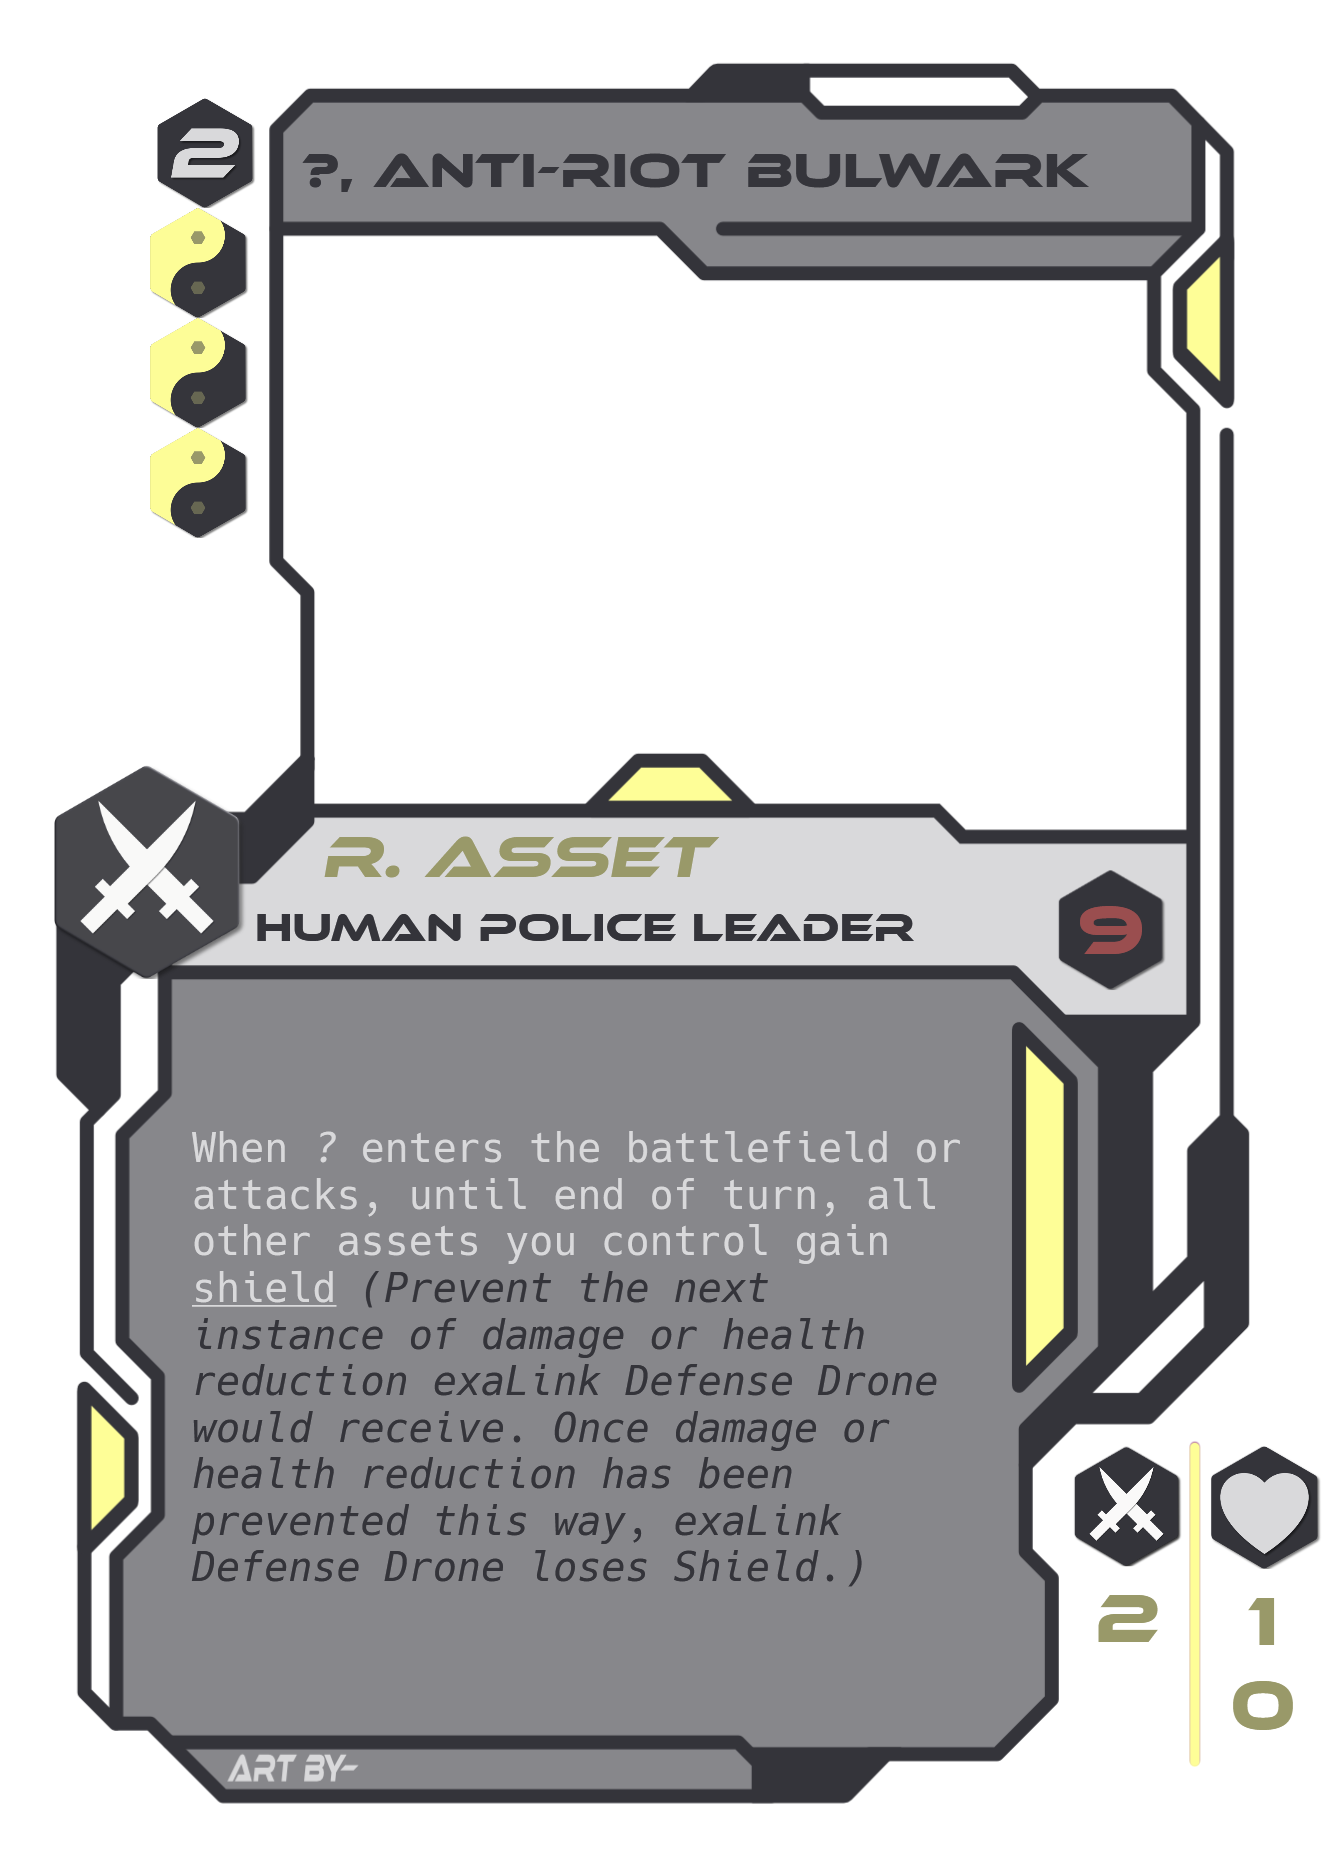 2
?, ANTI-RIOT BULWARK
R. ASSET
HUMAN POLICE LEADER
9
When ? enters the battlefield or
attacks, until end of turn, all
other assets you control gain
shield (Prevent the next
instance of damage or health
reduction exaLink Defense Drone
would receive. Once damage or
health reduction has been
prevented this way, exaLink
Defense Drone loses Shield.)
2
1
0
ART BY-